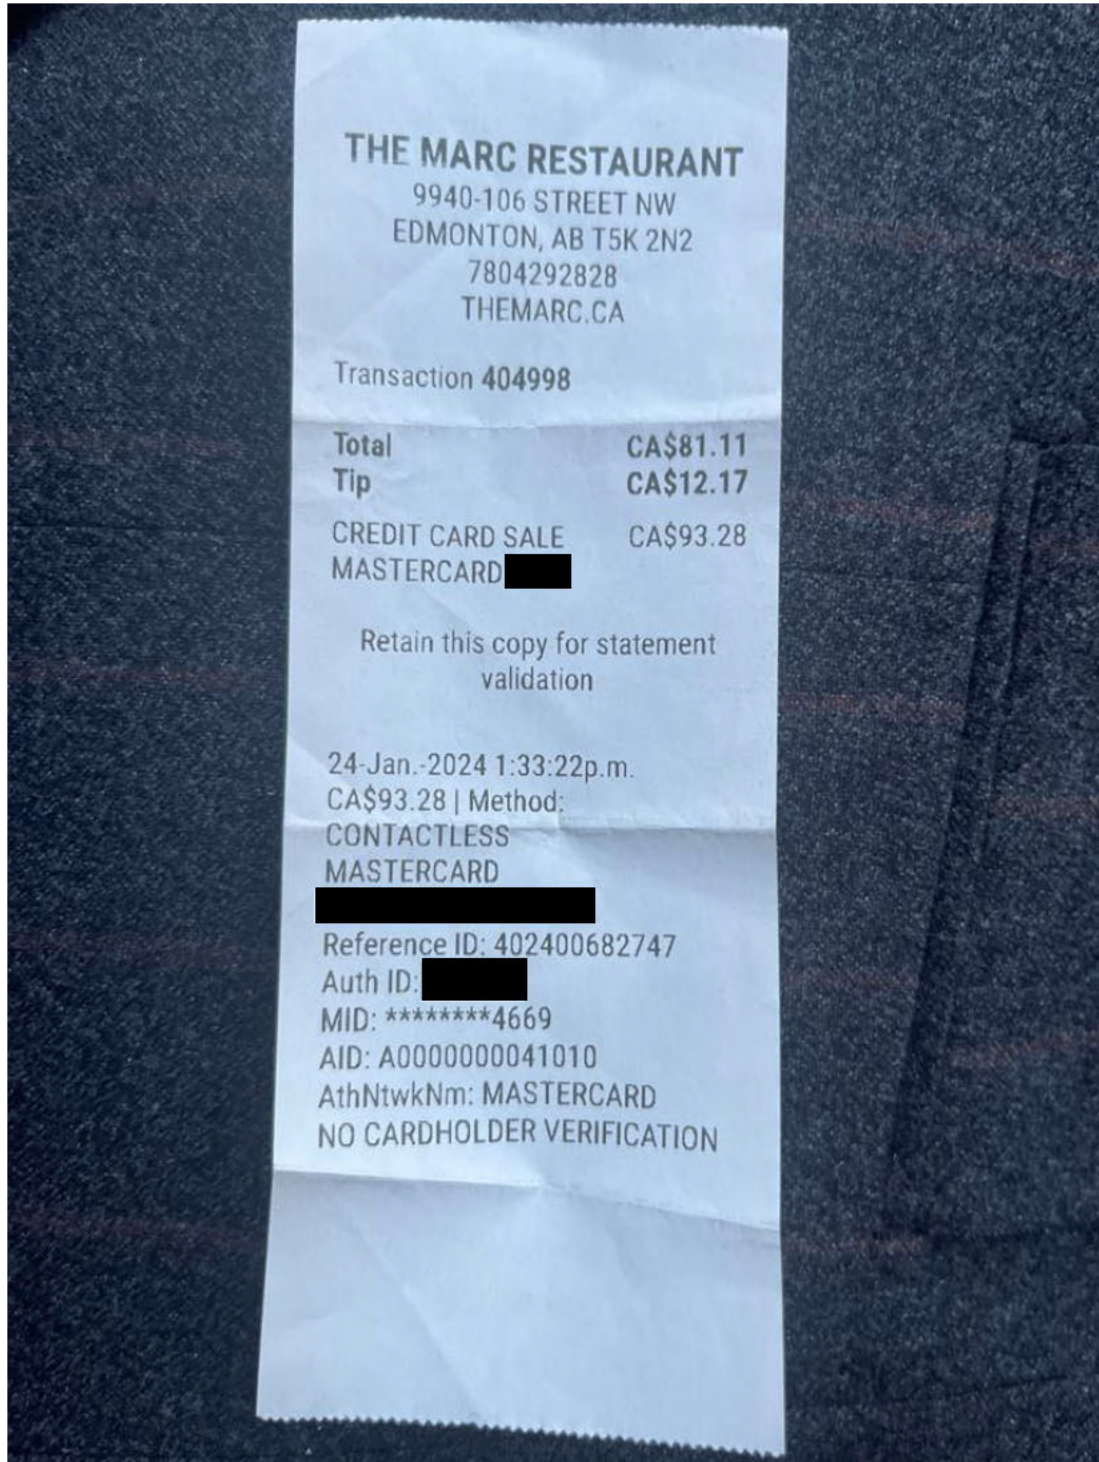 THE MARC RESTAURANT
9940-106 STREET NW
EDMONTON, AB T5K 2N2
7804292828
THEMARC.CA
Transaction 404998
Total CA$81.11
Tip CA$12.17
CREDIT CARD SALE CA$93.28
MASTERCARD
Retain this copy for statement
validation
24-Jan.-2024 1:33:22p.m.
CA$93.28 | Method:
CONTACTLESS
MASTERCARD
Reference ID: 402400682747
Auth ID:
MID: ********4669
AID: A0000000041010
AthNtwkNm: MASTERCARD
NO CARDHOLDER VERIFICATION